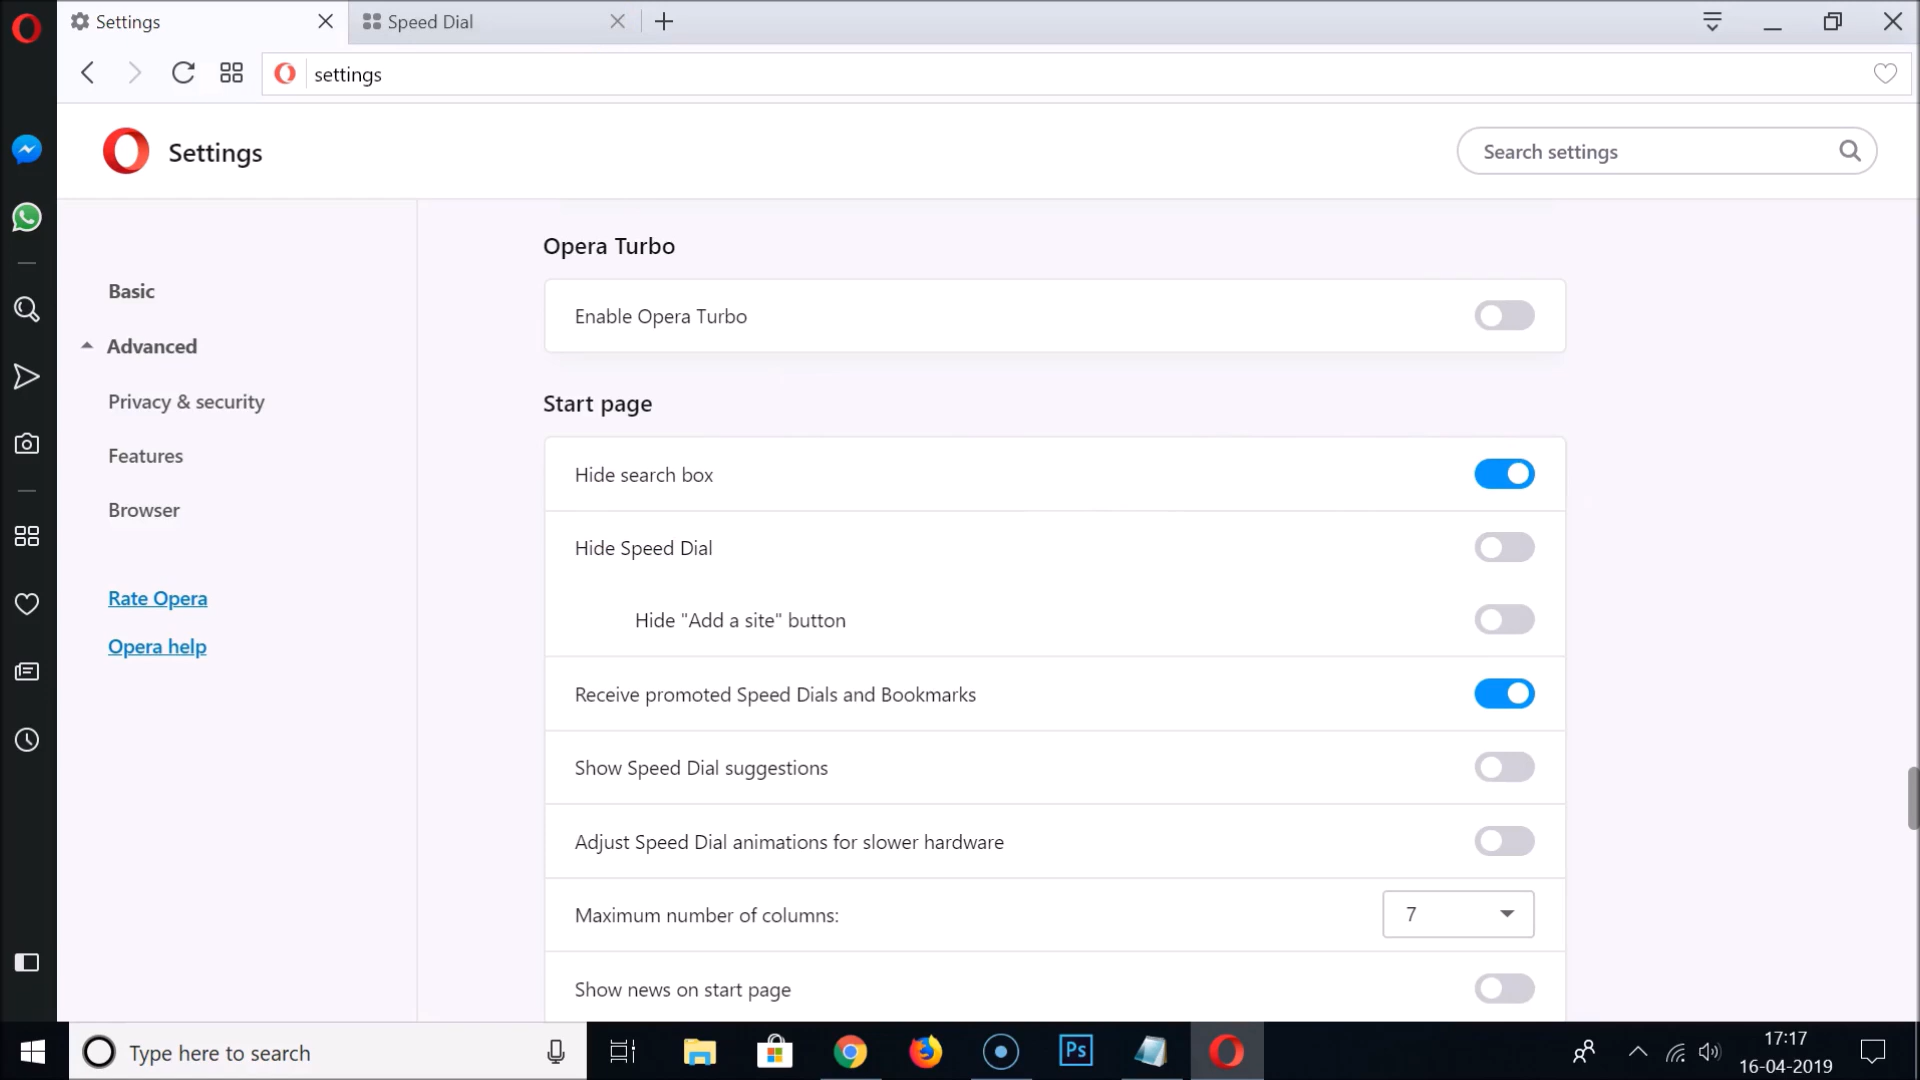 Settings
Speed Dial
settings
Settings
Search settings
Basic
Advanced
Privacy & security
Features
Browser
Rate Opera
Opera help
Opera Turbo
Enable Opera Turbo
Start page
Hide search box
Hide Speed Dial
Hide "Add a site" button
Receive promoted Speed Dials and Bookmarks
Show Speed Dial suggestions
Adjust Speed Dial animations for slower hardware
Maximum number of columns:
7
Show news on start page
Type here to search
Ps
17:17
16-04-2019